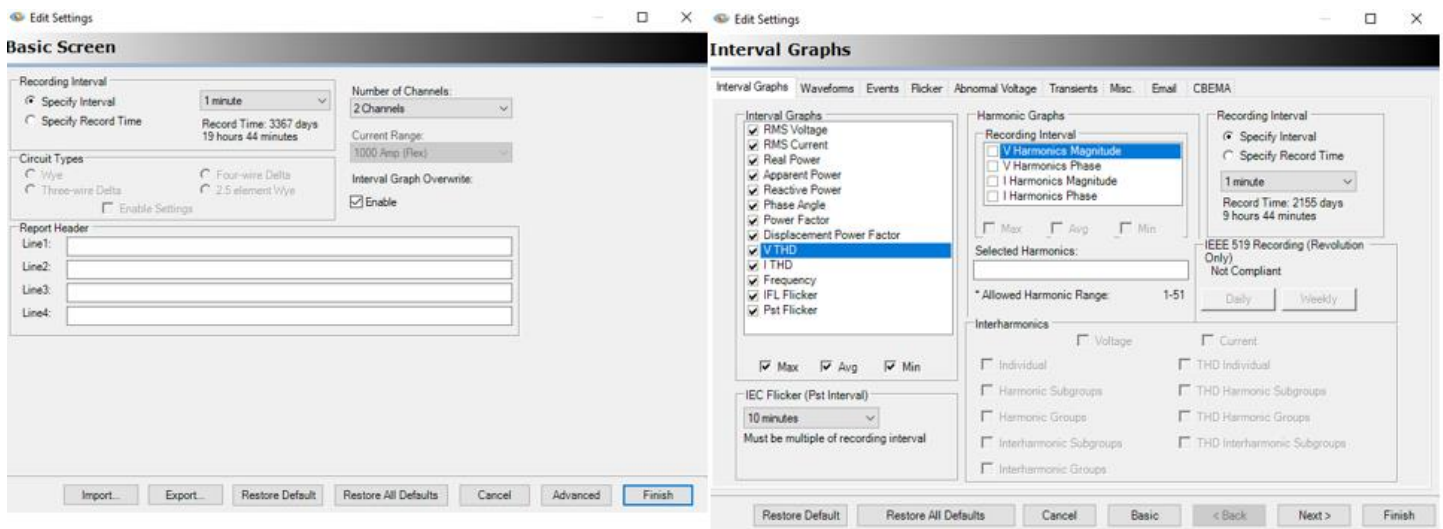 Edit Settings
Basic Screen
Recording Interval
Specify Interval
1 minute
Specify Record Time
Record Time: 3367 days
19 hours 44 minutes
Number of Channels:
2 Channels
Current Range:
1000 Amp (Flex)
Circuit Types
Wye
Four-wire Delta
Three-wire Delta
2.5 element Wye
Enable Settings
Interval Graph Overwrite:
Enable
Report Header
Line1:
Line2:
Line3:
Line4:
Import...
Export...
Restore Default
Restore All Defaults
Cancel
Advanced
Finish
Edit Settings
Interval Graphs
Interval Graphs Waveforms Events Flicker Abnormal Voltage Transients Misc. Email CBEMA
Interval Graphs
RMS Voltage
RMS Current
Real Power
Apparent Power
Reactive Power
Phase Angle
Power Factor
Displacement Power Factor
V THD
I THD
Frequency
IFL Flicker
Pst Flicker
Max Avg Min
IEC Flicker (Pst Interval)
10 minutes
Must be multiple of recording interval
Harmonic Graphs
Recording Interval
V Harmonics Magnitude
V Harmonics Phase
I Harmonics Magnitude
I Harmonics Phase
Max Avg Min
Selected Harmonics:
* Allowed Harmonic Range: 1-51
Recording Interval
Specify Interval
Specify Record Time
1 minute
Record Time: 2155 days
9 hours 44 minutes
IEEE 519 Recording (Revolution
Only)
Not Compliant
Daily Weekly
Interharmonics
Voltage Current
Individual THD Individual
Harmonic Subgroups THD Harmonic Subgroups
Harmonic Groups THD Harmonic Groups
Interharmonic Subgroups THD Interharmonic Subgroups
Interharmonic Groups
Restore Default
Restore All Defaults
Cancel
Basic
< Back
Next >
Finish